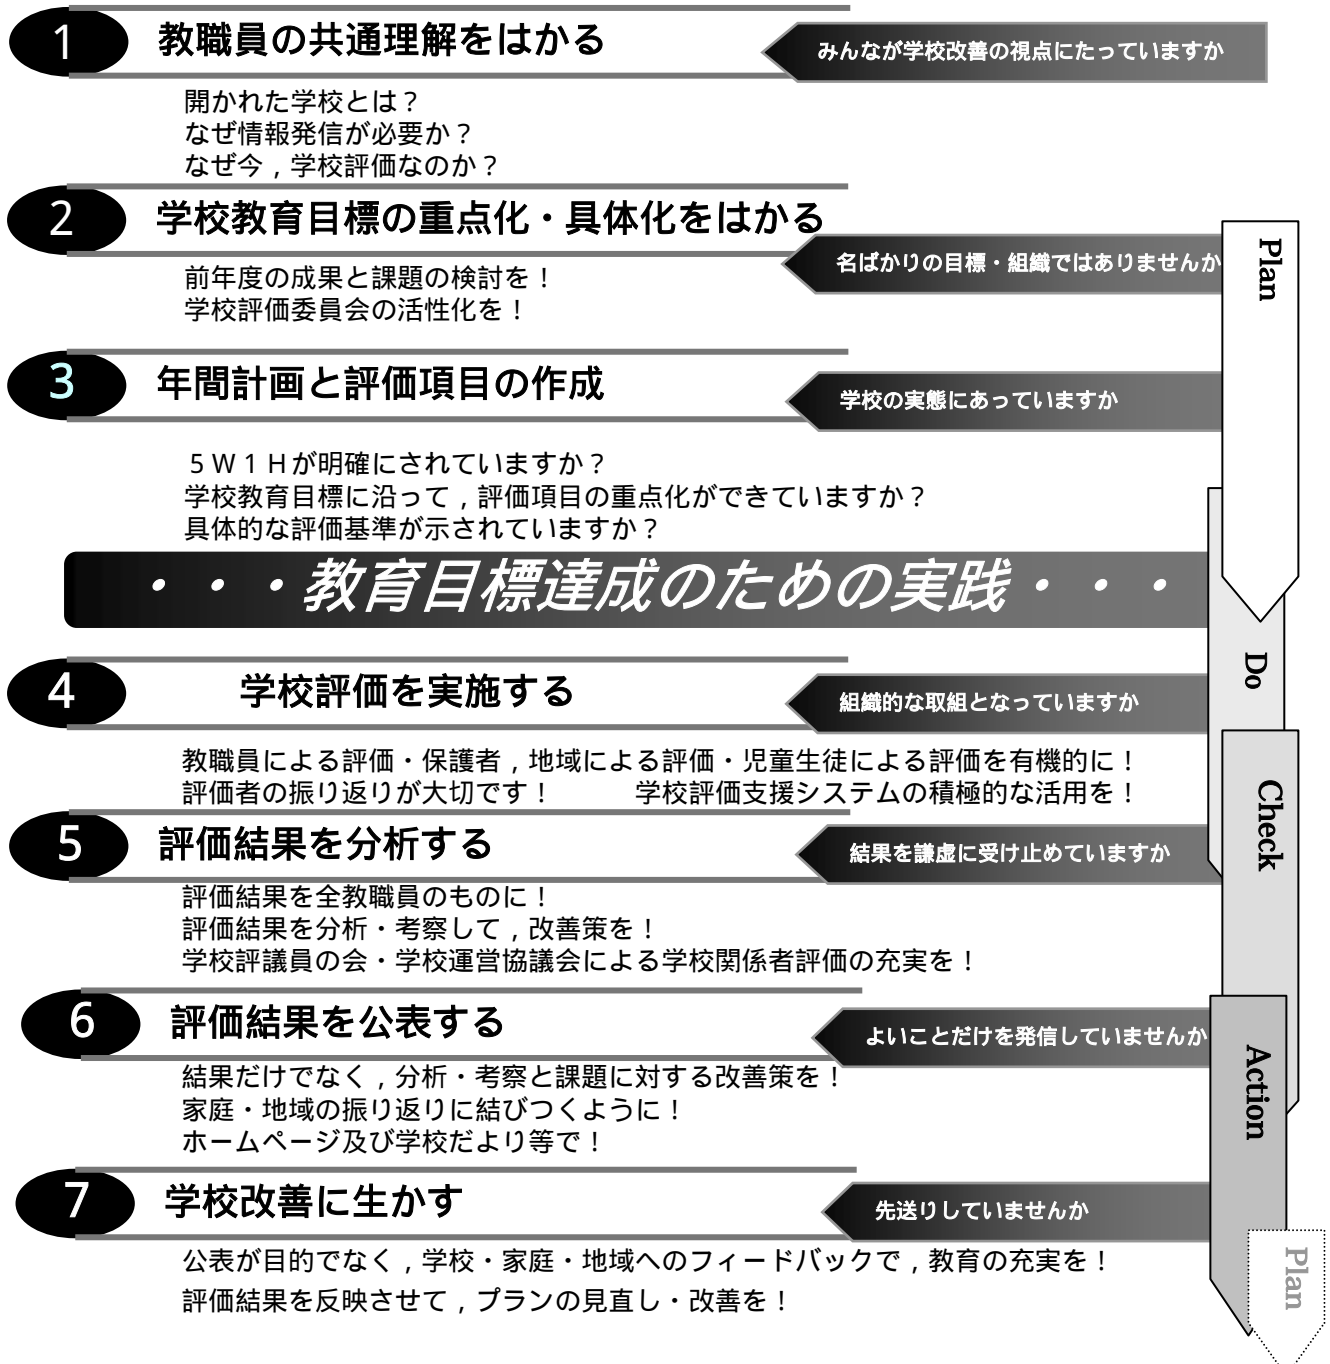 1 教職員の共通理解をはかる
みんなが学校改善の視点にたっていますか
開かれた学校とは？
なぜ情報発信が必要か？
なぜ今，学校評価なのか？
2 学校教育目標の重点化・具体化をはかる
名ばかりの目標・組織ではありませんか
Plan
前年度の成果と課題の検討を！
学校評価委員会の活性化を！
3 年間計画と評価項目の作成
学校の実態にあっていますか
５Ｗ１Ｈが明確にされていますか？
学校教育目標に沿って，評価項目の重点化ができていますか？
具体的な評価基準が示されていますか？
・・・教育目標達成のための実践・・・
Do
4 学校評価を実施する
組織的な取組となっていますか
教職員による評価・保護者，地域による評価・児童生徒による評価を有機的に！
評価者の振り返りが大切です！　　学校評価支援システムの積極的な活用を！
Check
5 評価結果を分析する
結果を謙虚に受け止めていますか
評価結果を全教職員のものに！
評価結果を分析・考察して，改善策を！
学校評議員の会・学校運営協議会による学校関係者評価の充実を！
6 評価結果を公表する
よいことだけを発信していませんか
Action
結果だけでなく，分析・考察と課題に対する改善策を！
家庭・地域の振り返りに結びつくように！
ホームページ及び学校だより等で！
7 学校改善に生かす
先送りしていませんか
公表が目的でなく，学校・家庭・地域へのフィードバックで，教育の充実を！
評価結果を反映させて，プランの見直し・改善を！
Plan